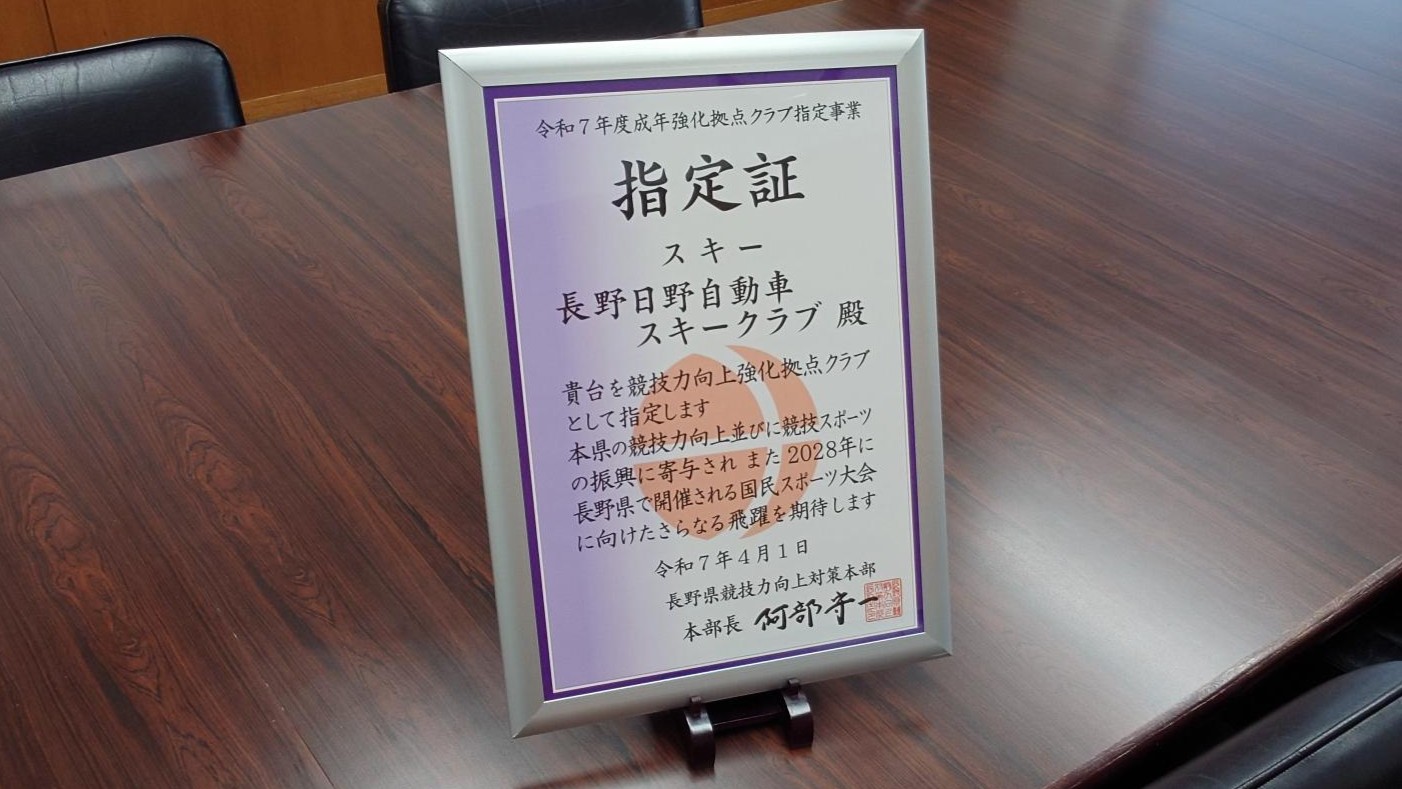 令和7年度成年強化拠点クラブ指定事業
指定証
スキー
長野日野自動車
スキークラブ 殿
貴台を競技力向上強化拠点クラブ
として指定します
本県の競技力向上並びに競技スポーツ
の振興に寄与され また 2028年に
長野県で開催される国民スポーツ大会
に向けたさらなる飛躍を期待します
令和7年4月1日
長野県競技力向上対策本部
本部長 阿部守一